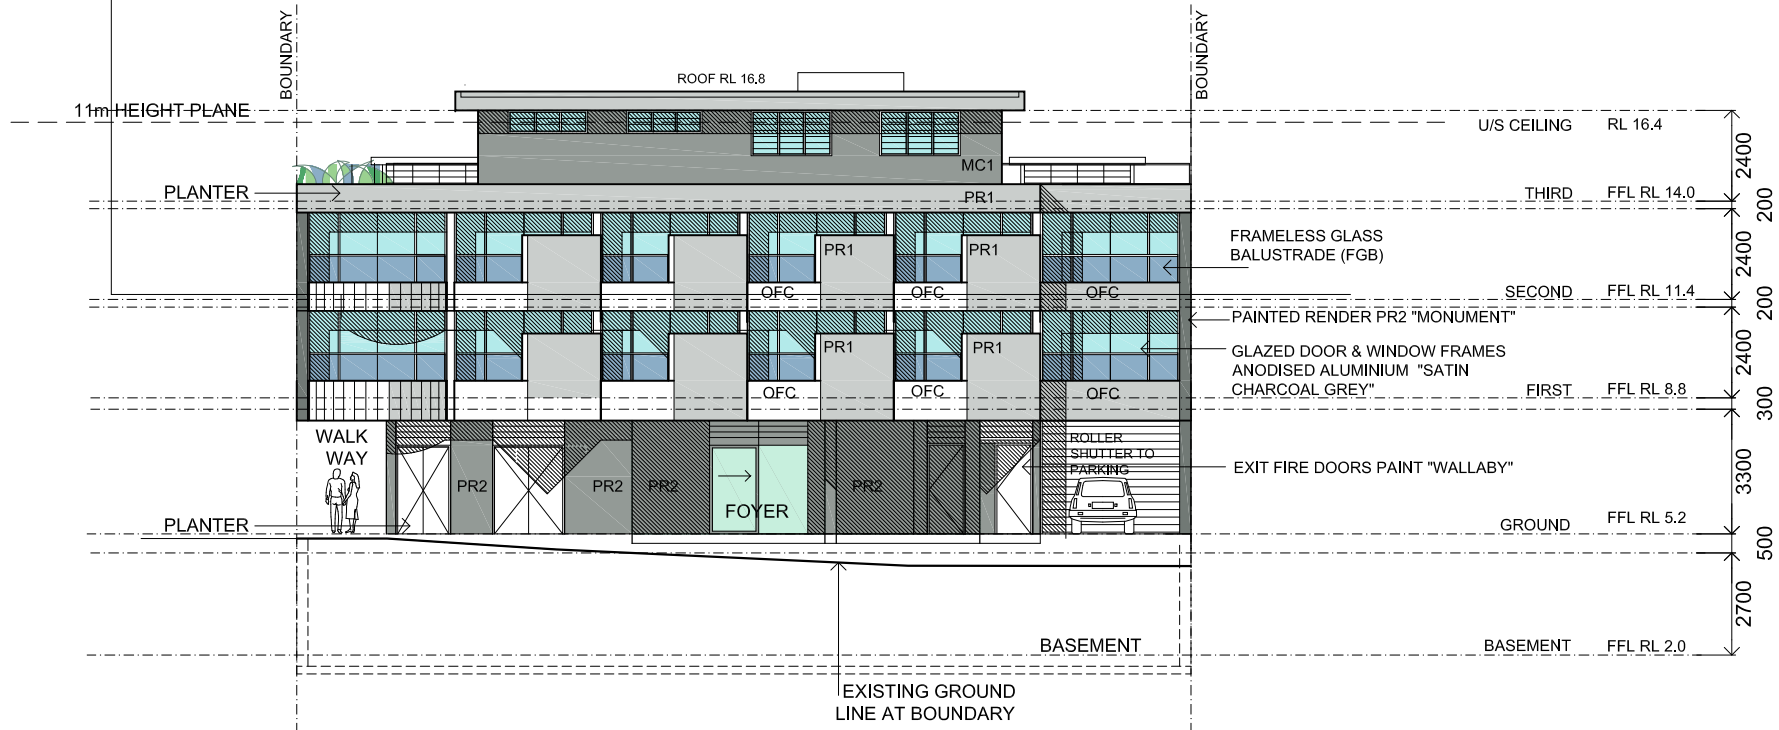 BOUNDARY
BOUNDARY
ROOF RL 16.8
11m HEIGHT PLANE
U/S CEILING RL 16.4
2400
MC1
PLANTER
PR1
THIRD FFL RL 14.0
200
FRAMELESS GLASS
BALUSTRADE (FGB)
PR1
PR1
2400
OFC
OFC
OFC
SECOND FFL RL 11.4
200
PAINTED RENDER PR2 "MONUMENT"
PR1
PR1
GLAZED DOOR & WINDOW FRAMES
ANODISED ALUMINIUM "SATIN
CHARCOAL GREY"
2400
OFC
OFC
OFC
FIRST FFL RL 8.8
300
WALK
WAY
ROLLER
SHUTTER TO
PARKING
EXIT FIRE DOORS PAINT "WALLABY"
3300
PR2
PR2
PR2
PR2
FOYER
PLANTER
GROUND FFL RL 5.2
500
2700
BASEMENT
BASEMENT FFL RL 2.0
EXISTING GROUND
LINE AT BOUNDARY